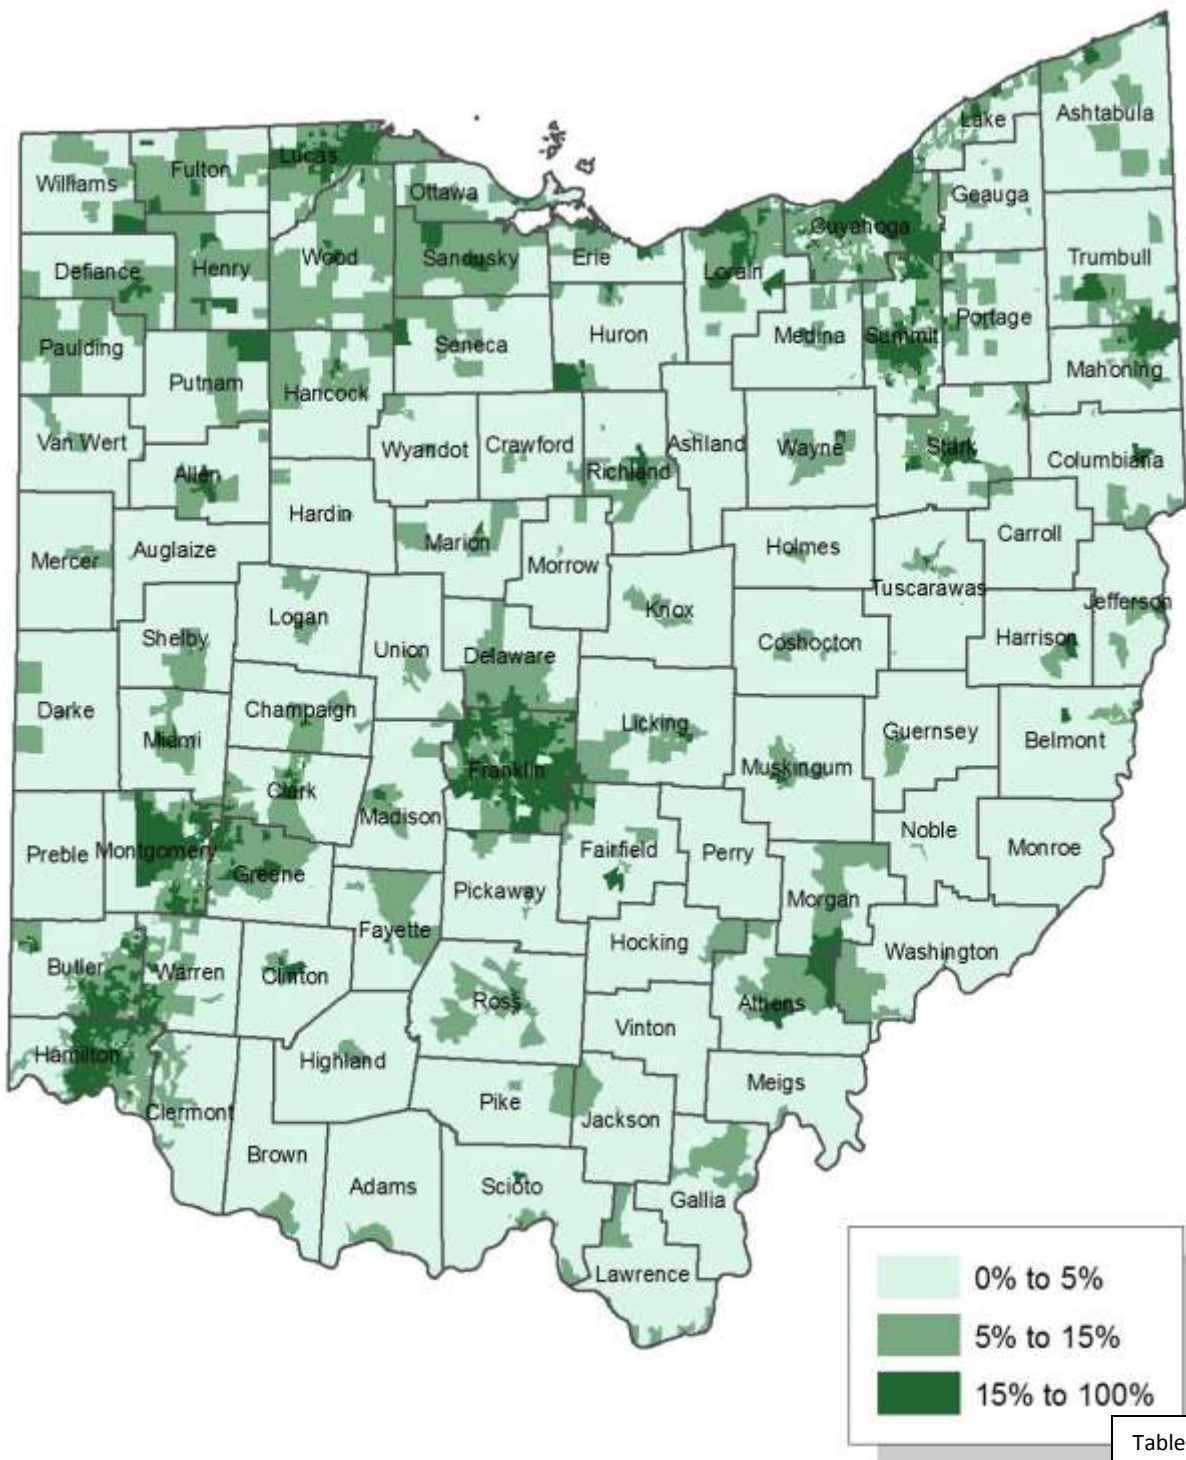 Ashtabula
Lake
Lucas
Fulton
Williams
Ottawa
Geauga
Cuyahoga
Defiance
Henry
Wood
Sandusky
Erie
Lorain
Trumbull
Paulding
Seneca
Huron
Medina
Summit
Portage
Putnam
Hancock
Mahoning
Van Wert
Wyandot
Crawford
Ashland
Richland
Wayne
Stark
Columbiana
Allen
Hardin
Mercer
Auglaize
Marion
Morrow
Holmes
Carroll
Tuscarawas
Jefferson
Logan
Knox
Shelby
Union
Delaware
Coshocton
Harrison
Darke
Champaign
Miami
Licking
Guernsey
Belmont
Franklin
Muskingum
Clark
Madison
Preble
Montgomery
Greene
Fairfield
Perry
Noble
Monroe
Pickaway
Morgan
Fayette
Hocking
Washington
Butler
Warren
Clinton
Ross
Athens
Vinton
Hamilton
Highland
Clermont
Pike
Jackson
Meigs
Brown
Adams
Scioto
Gallia
Lawrence
0% to 5%
5% to 15%
15% to 100%
Table